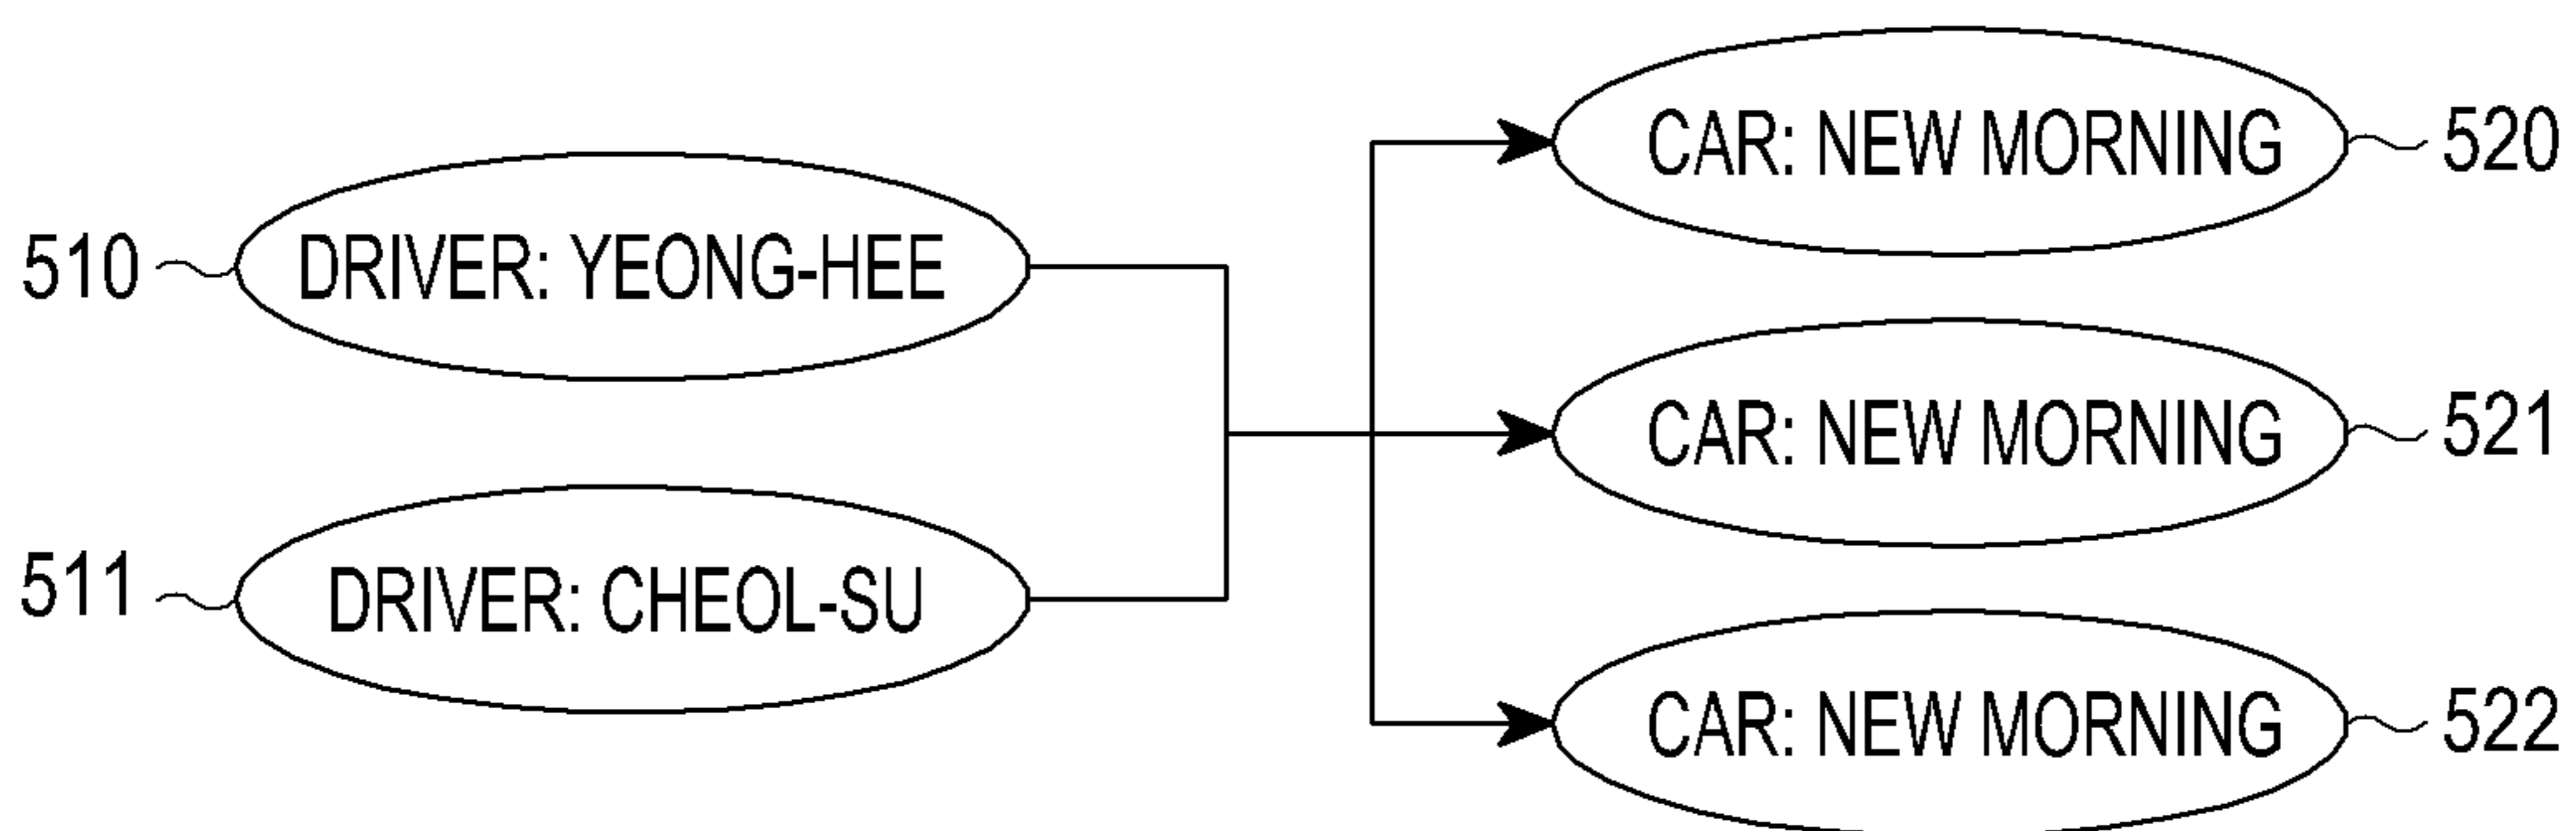 510 DRIVER: YEONG-HEE
511 DRIVER: CHEOL-SU
CAR: NEW MORNING 520
CAR: NEW MORNING 521
CAR: NEW MORNING 522